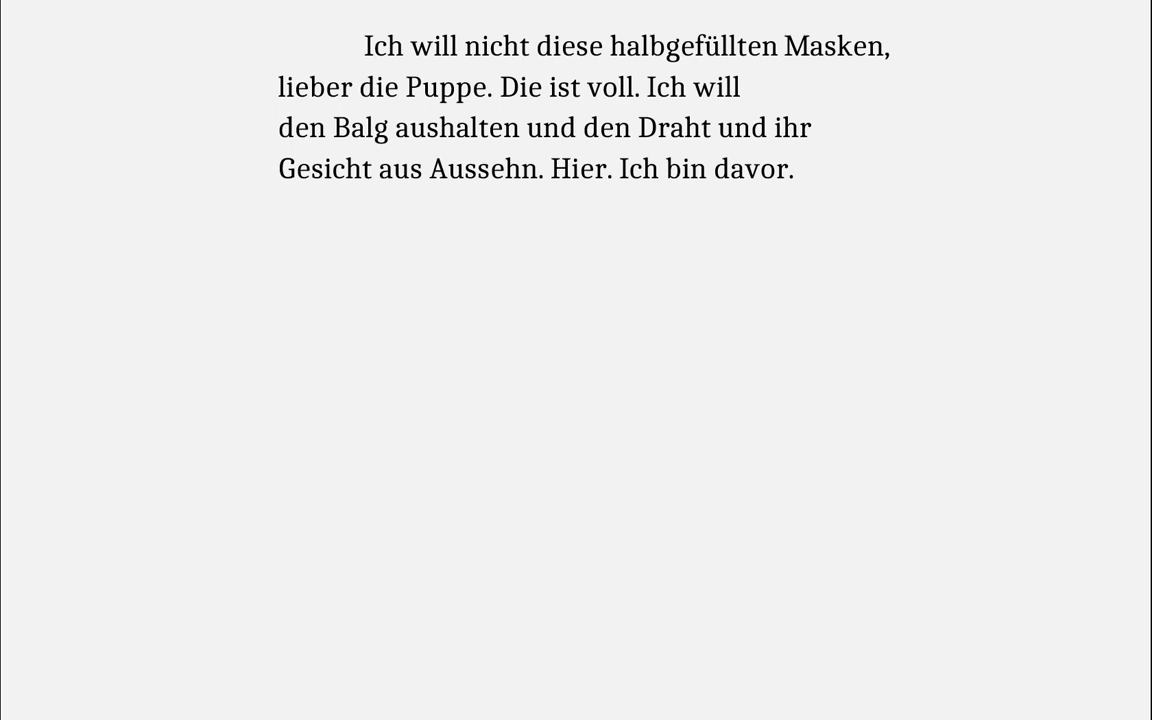 Ich will nicht diese halbgefüllten Masken,
lieber die Puppe. Die ist voll. Ich will
den Balg aushalten und den Draht und ihr
Gesicht aus Aussehn. Hier. Ich bin davor.